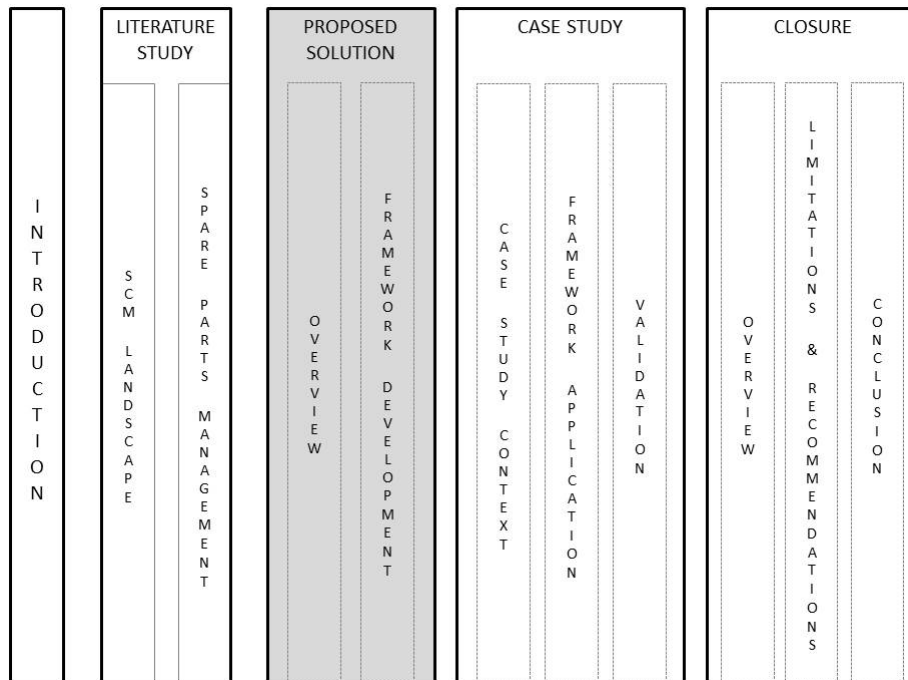 INTRODUCTION
LITERATURE
STUDY
SCM LANDSCAPE
SPARE PARTS MANAGEMENT
PROPOSED
SOLUTION
OVERVIEW
FRAMEWORK DEVELOPMENT
CASE STUDY
CASE STUDY CONTEXT
FRAMEWORK APPLICATION
VALIDATION
CLOSURE
OVERVIEW
LIMITATIONS & RECOMMENDATIONS
CONCLUSION